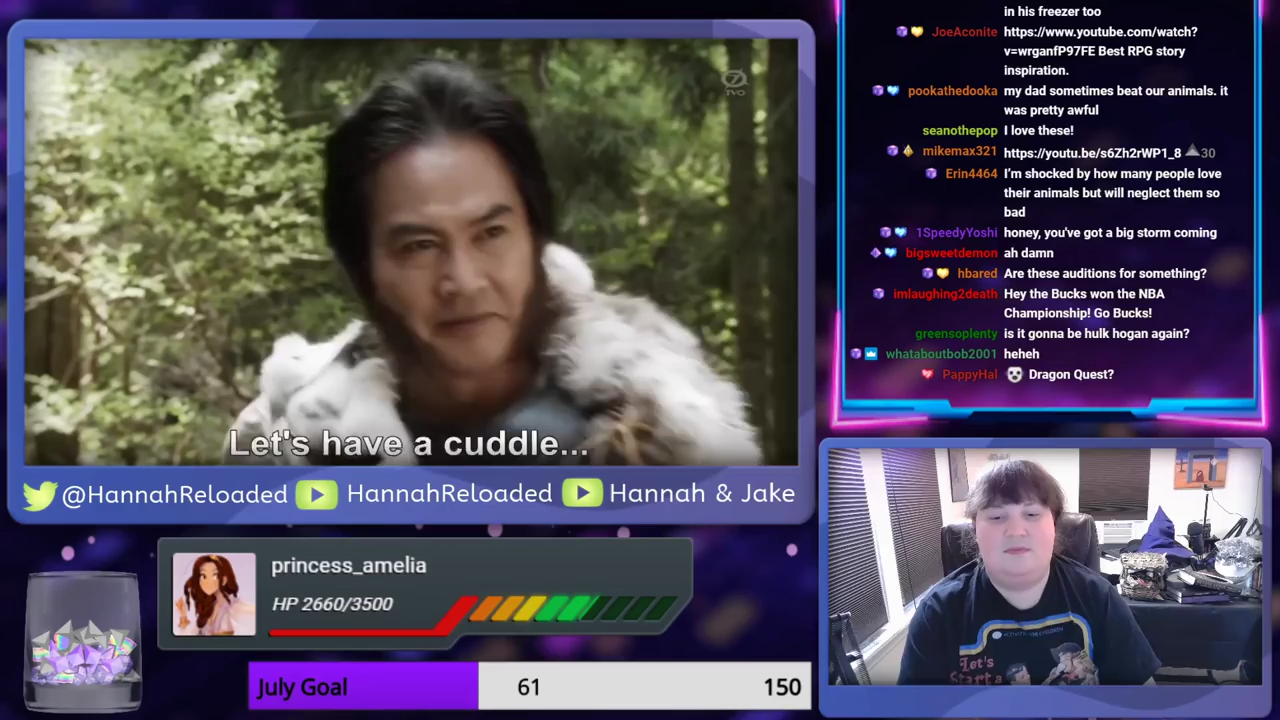 TVO
Let's have a cuddle...
@HannahReloaded
HannahReloaded
Hannah & Jake
princess_amelia
HP 2660/3500
July Goal 61 150
in his freezer too
JoeAconite https://www.youtube.com/watch?
v=wrganfP97FE Best RPG story
inspiration.
pookathedooka my dad sometimes beat our animals. it
was pretty awful
seanothepop I love these!
mikemax321 https://youtu.be/s6Zh2rWP1_8 30
Erin4464 I'm shocked by how many people love
their animals but will neglect them so
bad
1SpeedyYoshi honey, you've got a big storm coming
bigsweetdemon ah damn
hbared Are these auditions for something?
imlaughing2death Hey the Bucks won the NBA
Championship! Go Bucks!
greensoplenty is it gonna be hulk hogan again?
whataboutbob2001 heheh
PappyHal Dragon Quest?
Let's
Start a